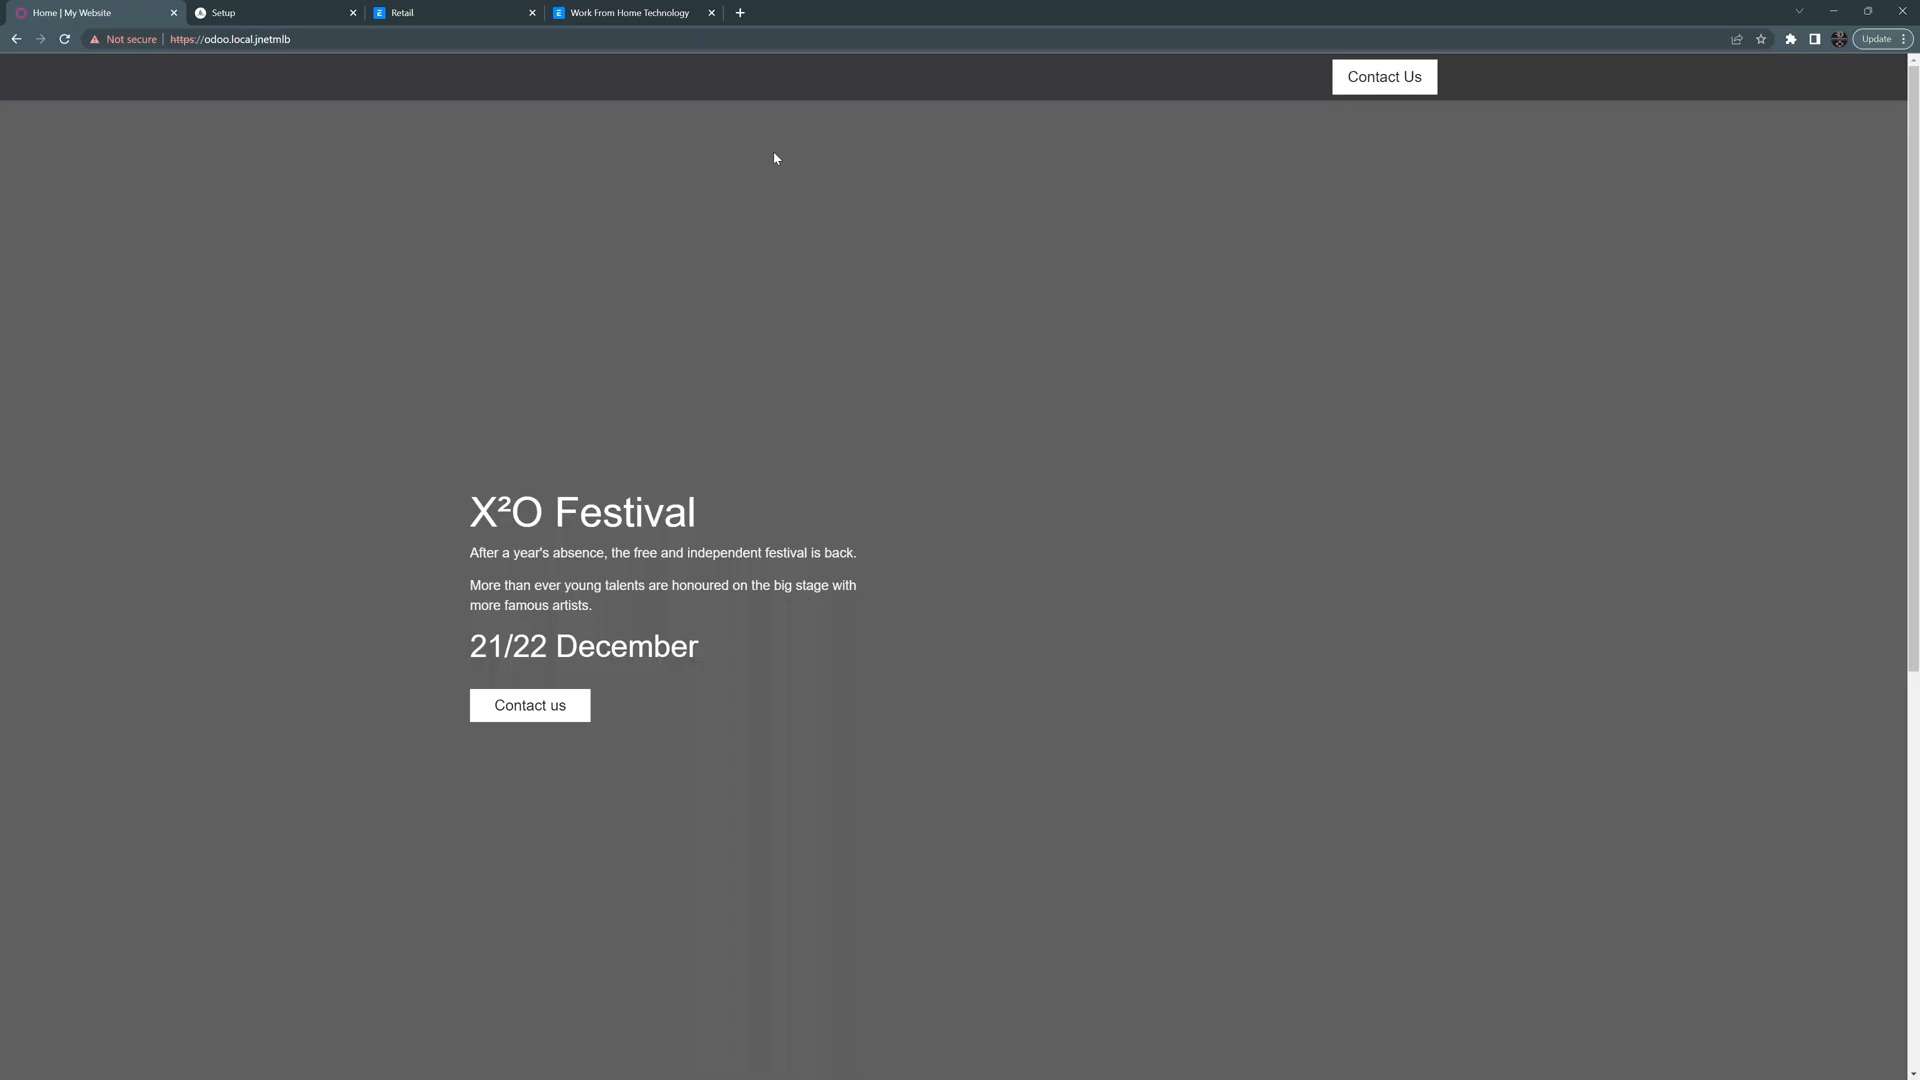 Home | My Website
Setup
Retail
Work From Home Technology
Not secure
https://odoo.local.jnetmlb
Update
Contact Us
X²O Festival
After a year's absence, the free and independent festival is back.
More than ever young talents are honoured on the big stage with
more famous artists.
21/22 December
Contact us